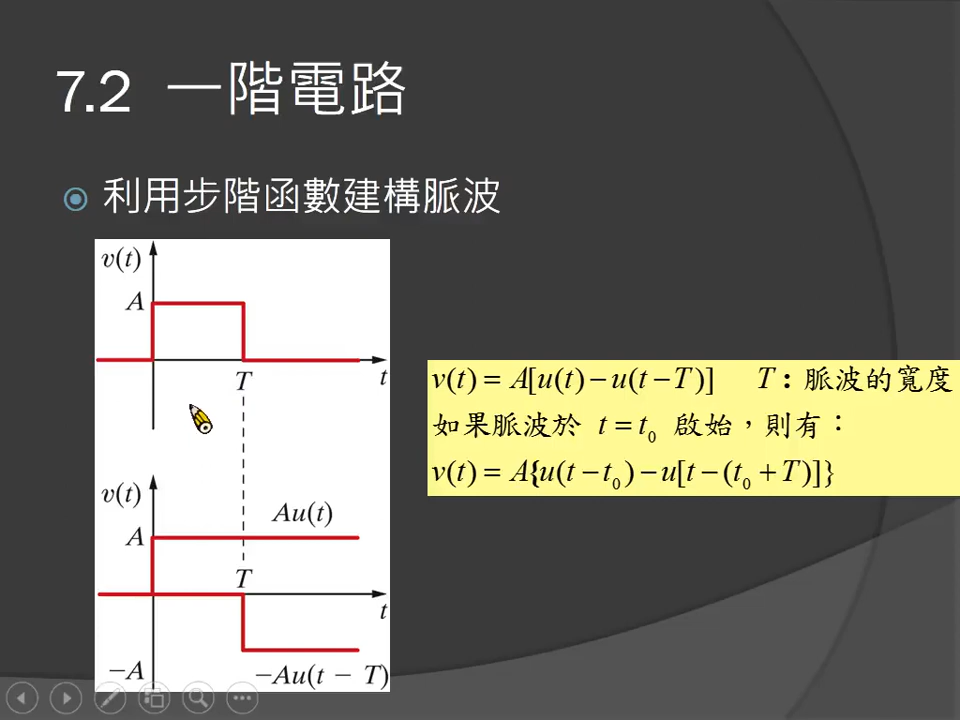 7.2 一階電路
利用步階函數建構脈波
v(t)
A
T
t
v(t)
Au(t)
A
T
t
−A
−Au(t − T)
v(t) = A[u(t) − u(t − T)] T：脈波的寬度
如果脈波於 t = t₀ 啟始，則有：
v(t) = A{u(t − t₀) − u[t − (t₀ + T)]}